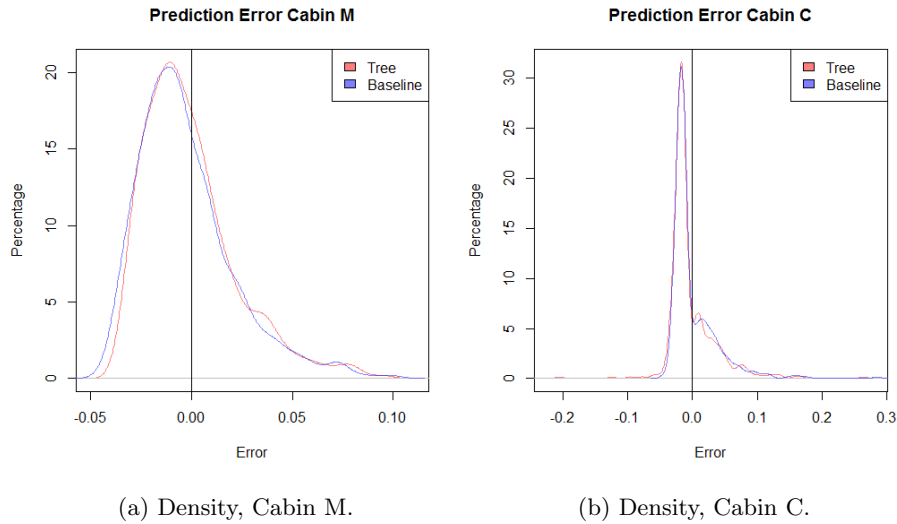 Prediction Error Cabin M
Tree
Baseline
Percentage
20
15
10
5
0
-0.05
0.00
0.05
0.10
Error
(a) Density, Cabin M.
Prediction Error Cabin C
Tree
Baseline
Percentage
30
25
20
15
10
5
0
-0.2
-0.1
0.0
0.1
0.2
0.3
Error
(b) Density, Cabin C.